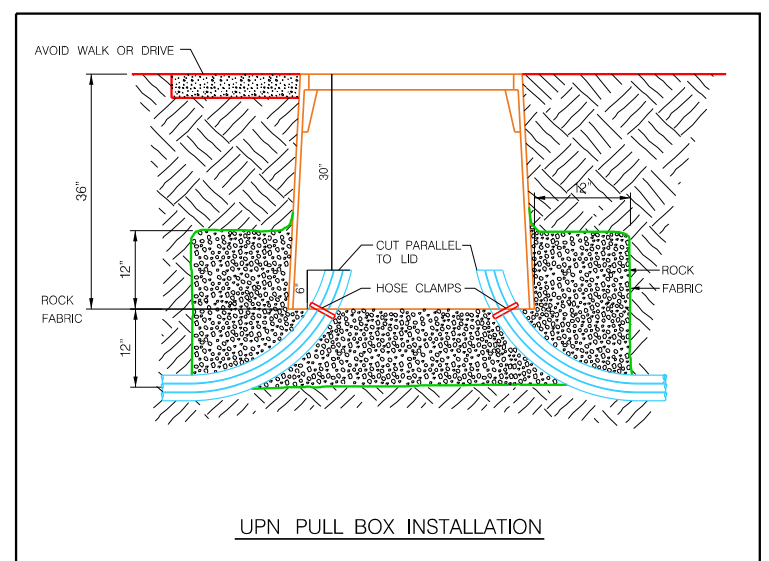 AVOID WALK OR DRIVE
36"
30"
12"
12"
CUT PARALLEL
TO LID
6"
HOSE CLAMPS
ROCK
FABRIC
ROCK
FABRIC
12"
UPN PULL BOX INSTALLATION